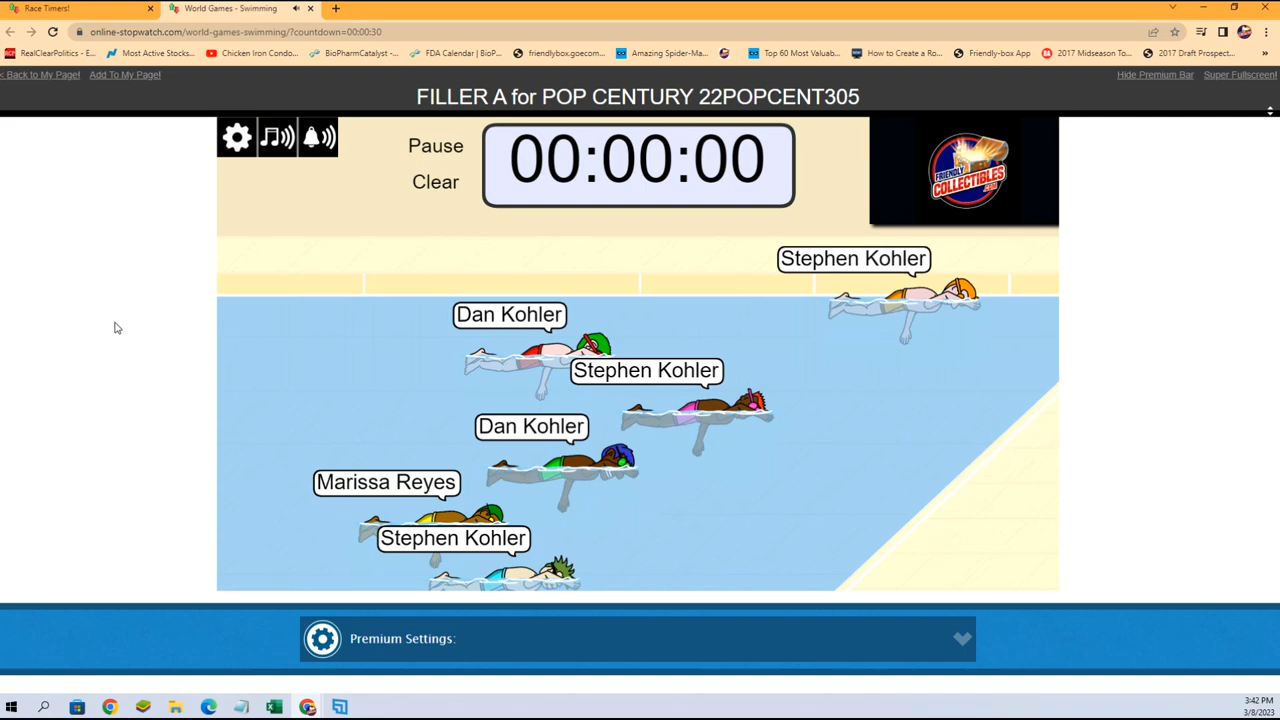 Race Timers!
World Games - Swimming
online-stopwatch.com/world-games-swimming/?countdown=00:00:30
RealClearPolitics - E...
Most Active Stocks...
Chicken Iron Condo...
BioPharmCatalyst -...
FDA Calendar | BioP...
friendlybox.goecom...
Amazing Spider-Ma...
Top 60 Most Valuab...
How to Create a Ro...
Friendly-box App
2017 Midseason To...
2017 Draft Prospect...
»
< Back to My Page!
Add To My Page!
Hide Premium Bar
Super Fullscreen!
FILLER A for POP CENTURY 22POPCENT305
Pause
Clear
00:00:00
FRIENDLY
COLLECTIBLES
.COM
Stephen Kohler
Dan Kohler
Stephen Kohler
Dan Kohler
Marissa Reyes
Stephen Kohler
Premium Settings:
3:42 PM
3/8/2023